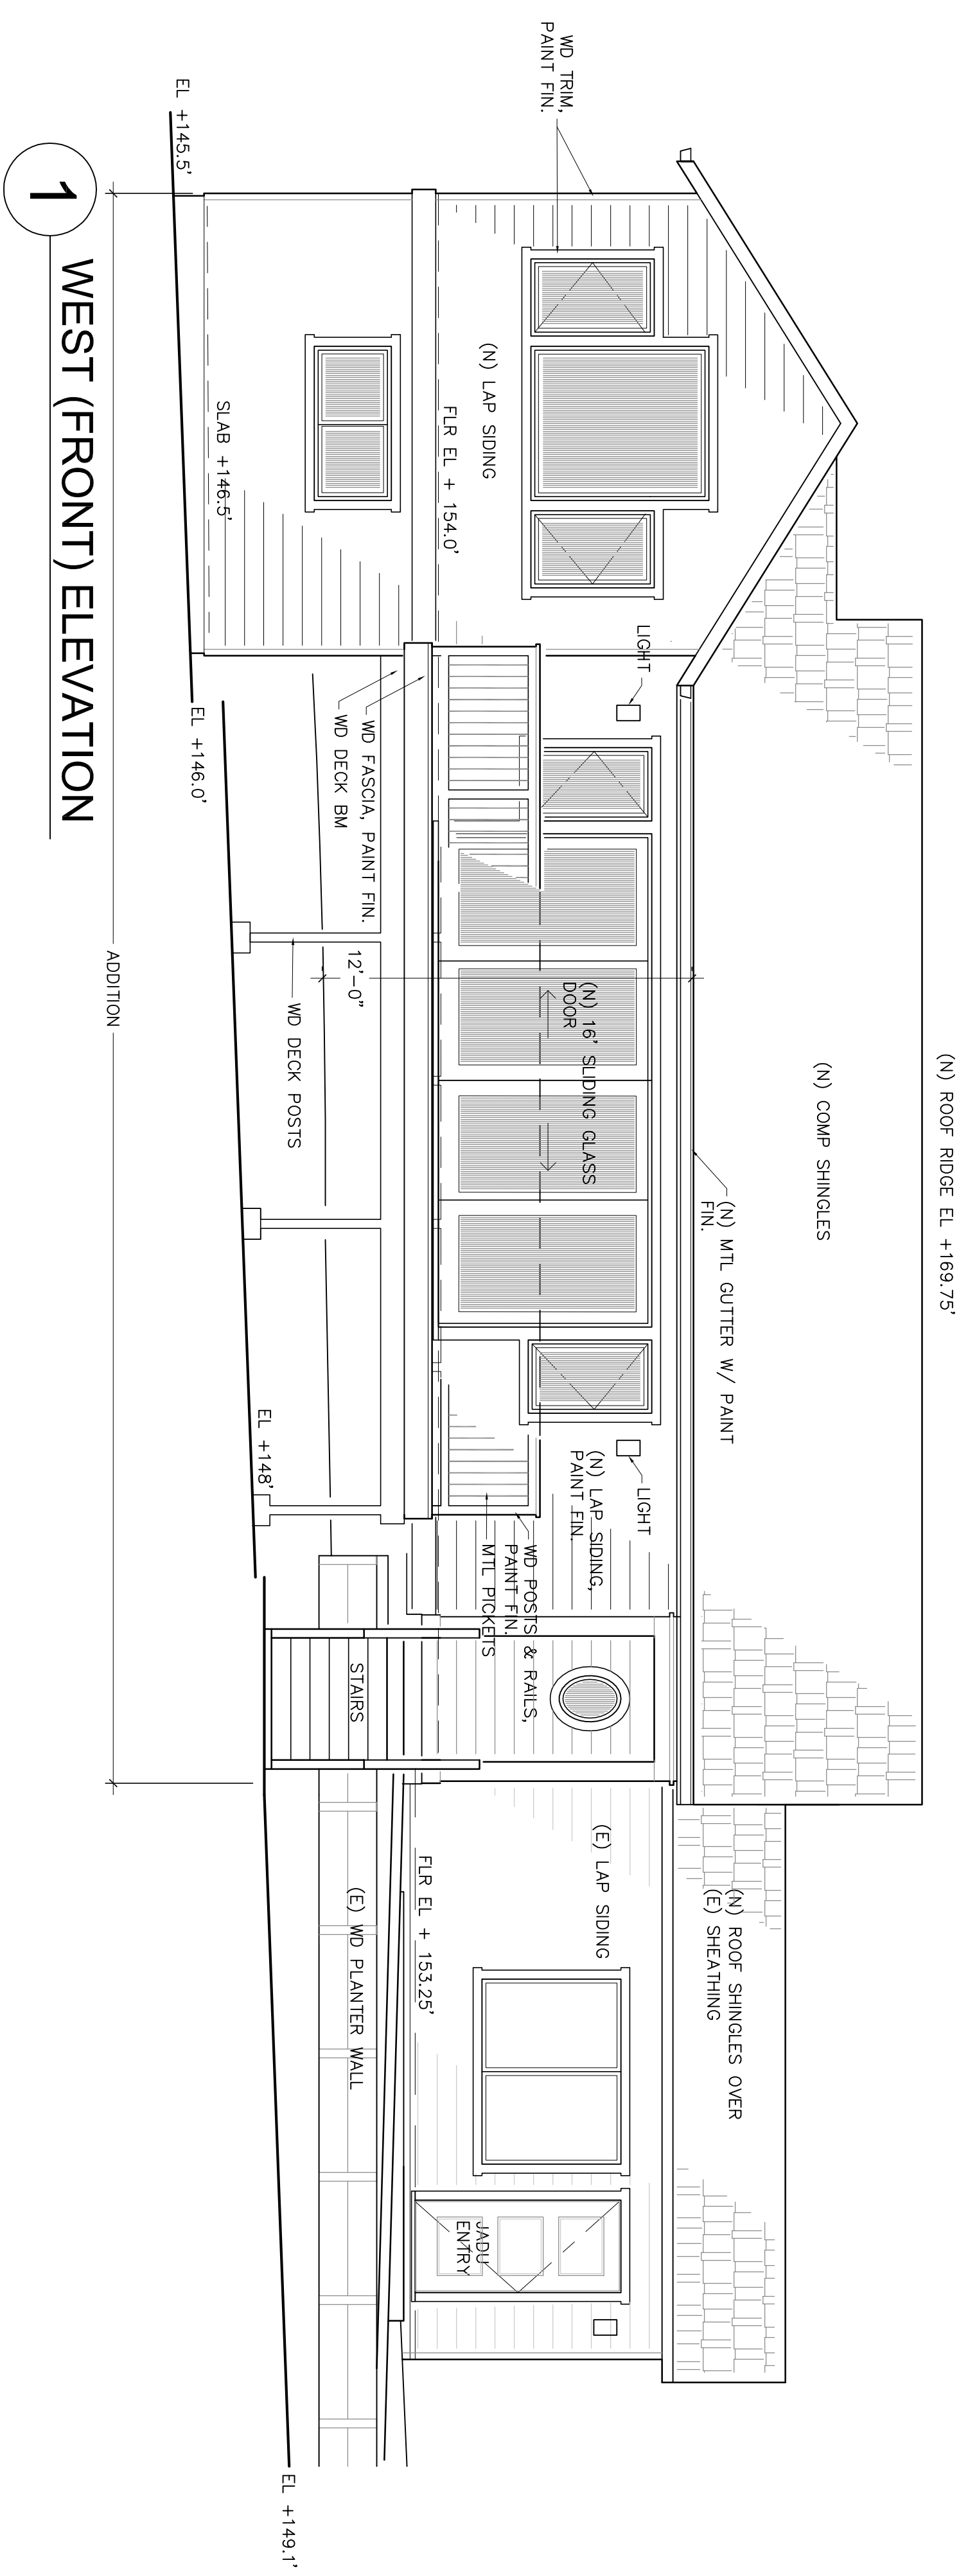 (N) ROOF RIDGE EL +169.75'
(N) COMP SHINGLES
(N) MTL GUTTER W/ PAINT
FIN.
(N) ROOF SHINGLES OVER
(E) SHEATHING
WD TRIM,
PAINT FIN.
LIGHT
LIGHT
(N) LAP SIDING
(N) 16' SLIDING GLASS
DOOR
(N) LAP SIDING,
PAINT FIN.
(E) LAP SIDING
WD POSTS & RAILS,
PAINT FIN.
MTL PICKETS
JADU
ENTRY
FLR EL + 154.0'
FLR EL + 153.25'
WD FASCIA, PAINT FIN.
WD DECK BM
12'-0"
STAIRS
(E) WD PLANTER WALL
WD DECK POSTS
SLAB +146.5'
EL +148'
EL +149.1'
EL +146.0'
EL +145.5'
ADDITION
1
WEST (FRONT) ELEVATION